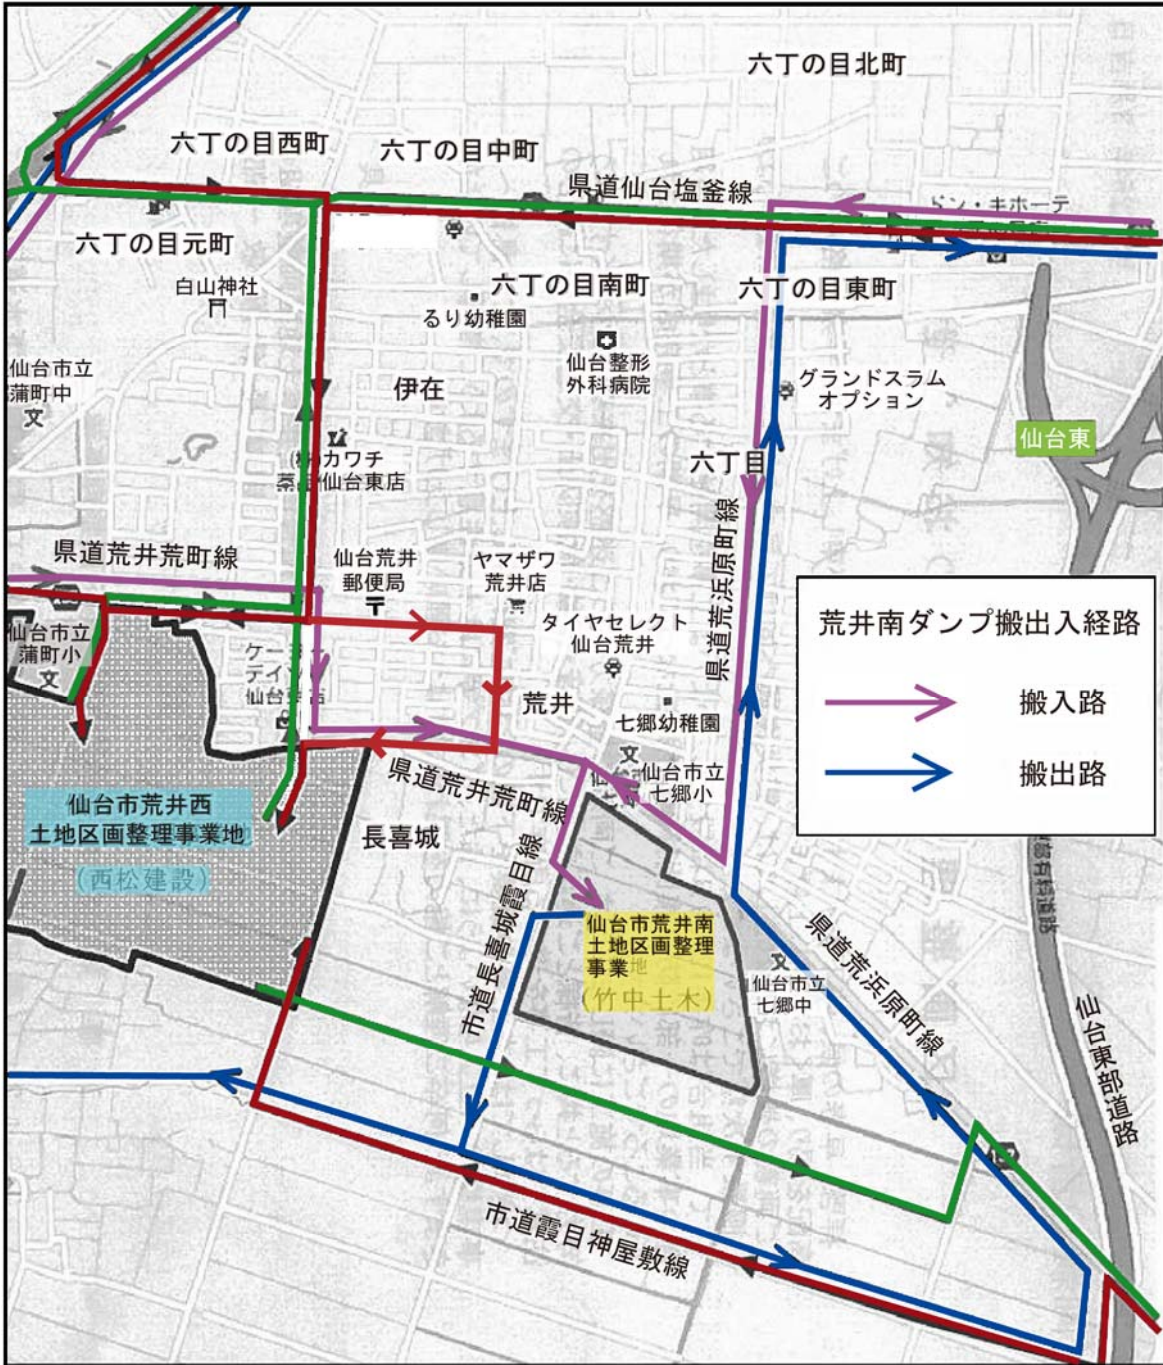 六丁の目北町
六丁の目西町
六丁の目中町
県道仙台塩釜線
ドン・キホーテ
六丁の目元町
白山神社
六丁の目南町
六丁の目東町
るり幼稚園
仙台市立
蒲町中
文
仙台整形
外科病院
伊在
グランドスラム
オプション
仙台東
(株)カワチ
薬品仙台東店
六丁目
県道荒浜原町線
県道荒井荒町線
仙台荒井
郵便局
ヤマザワ
荒井店
タイヤセレクト
仙台荒井
荒井南ダンプ搬出入経路
搬入路
搬出路
仙台市立
蒲町小
文
荒井
七郷幼稚園
文
仙台市立
七郷小
県道荒井荒町線
仙台市荒井西
土地区画整理事業地
(西松建設)
長喜城
市道長喜城霞目線
仙台市荒井南
土地区画整理
事業地
(竹中土木)
文
仙台市立
七郷中
県道荒浜原町線
仙台東部道路
市道霞目神屋敷線